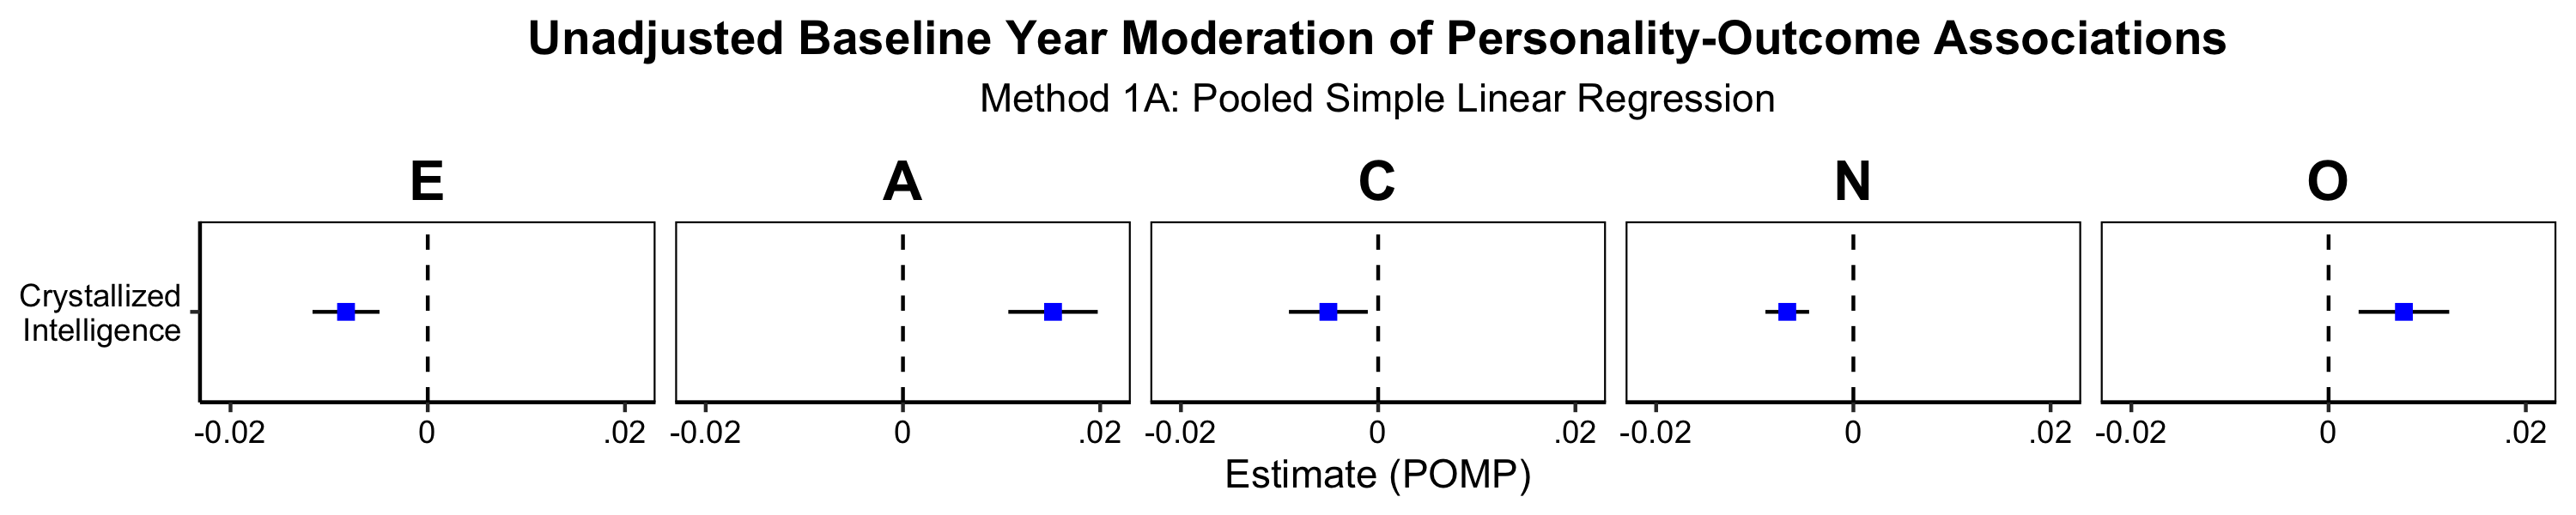 Unadjusted Baseline Year Moderation of Personality-Outcome Associations
Method 1A: Pooled Simple Linear Regression
E A C N O
Crystallized
Intelligence
-0.02 0 .02 -0.02 0 .02 -0.02 0 .02 -0.02 0 .02 -0.02 0 .02
Estimate (POMP)